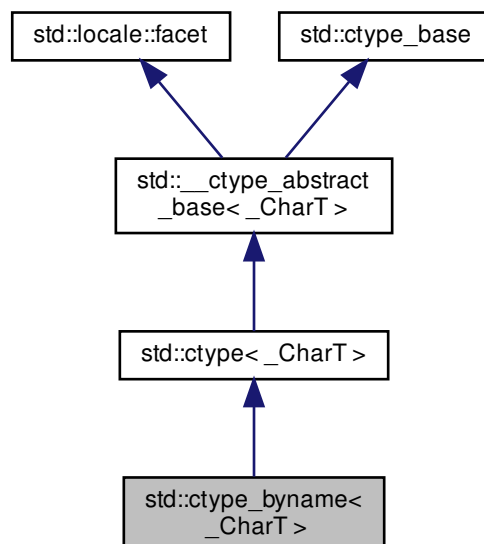 std::locale::facet
std::ctype_base
std::__ctype_abstract
_base< _CharT >
std::ctype< _CharT >
std::ctype_byname<
_CharT >